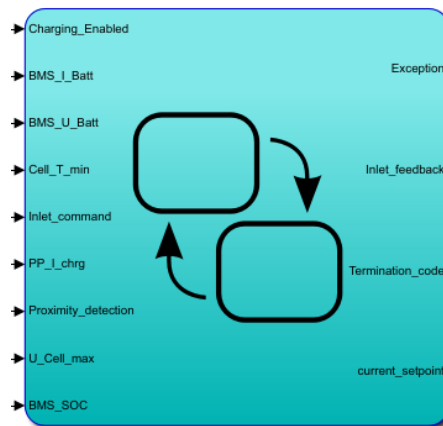 Charging_Enabled
BMS_I_Batt
BMS_U_Batt
Cell_T_min
Inlet_command
PP_I_chrg
Proximity_detection
U_Cell_max
BMS_SOC
Exception
Inlet_feedback
Termination_code
current_setpoint